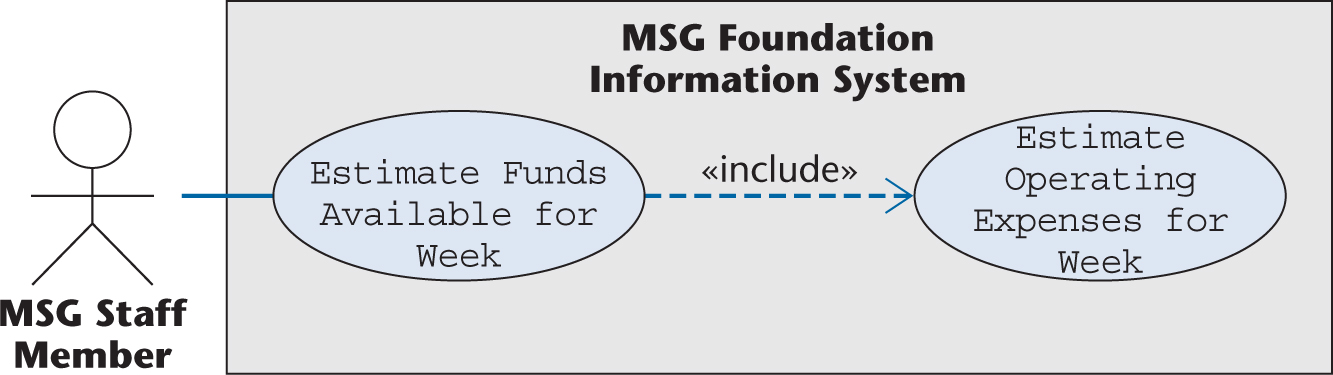 MSG Foundation
Information System
Estimate Funds
Available for
Week
«include»
Estimate
Operating
Expenses for
Week
MSG Staff
Member